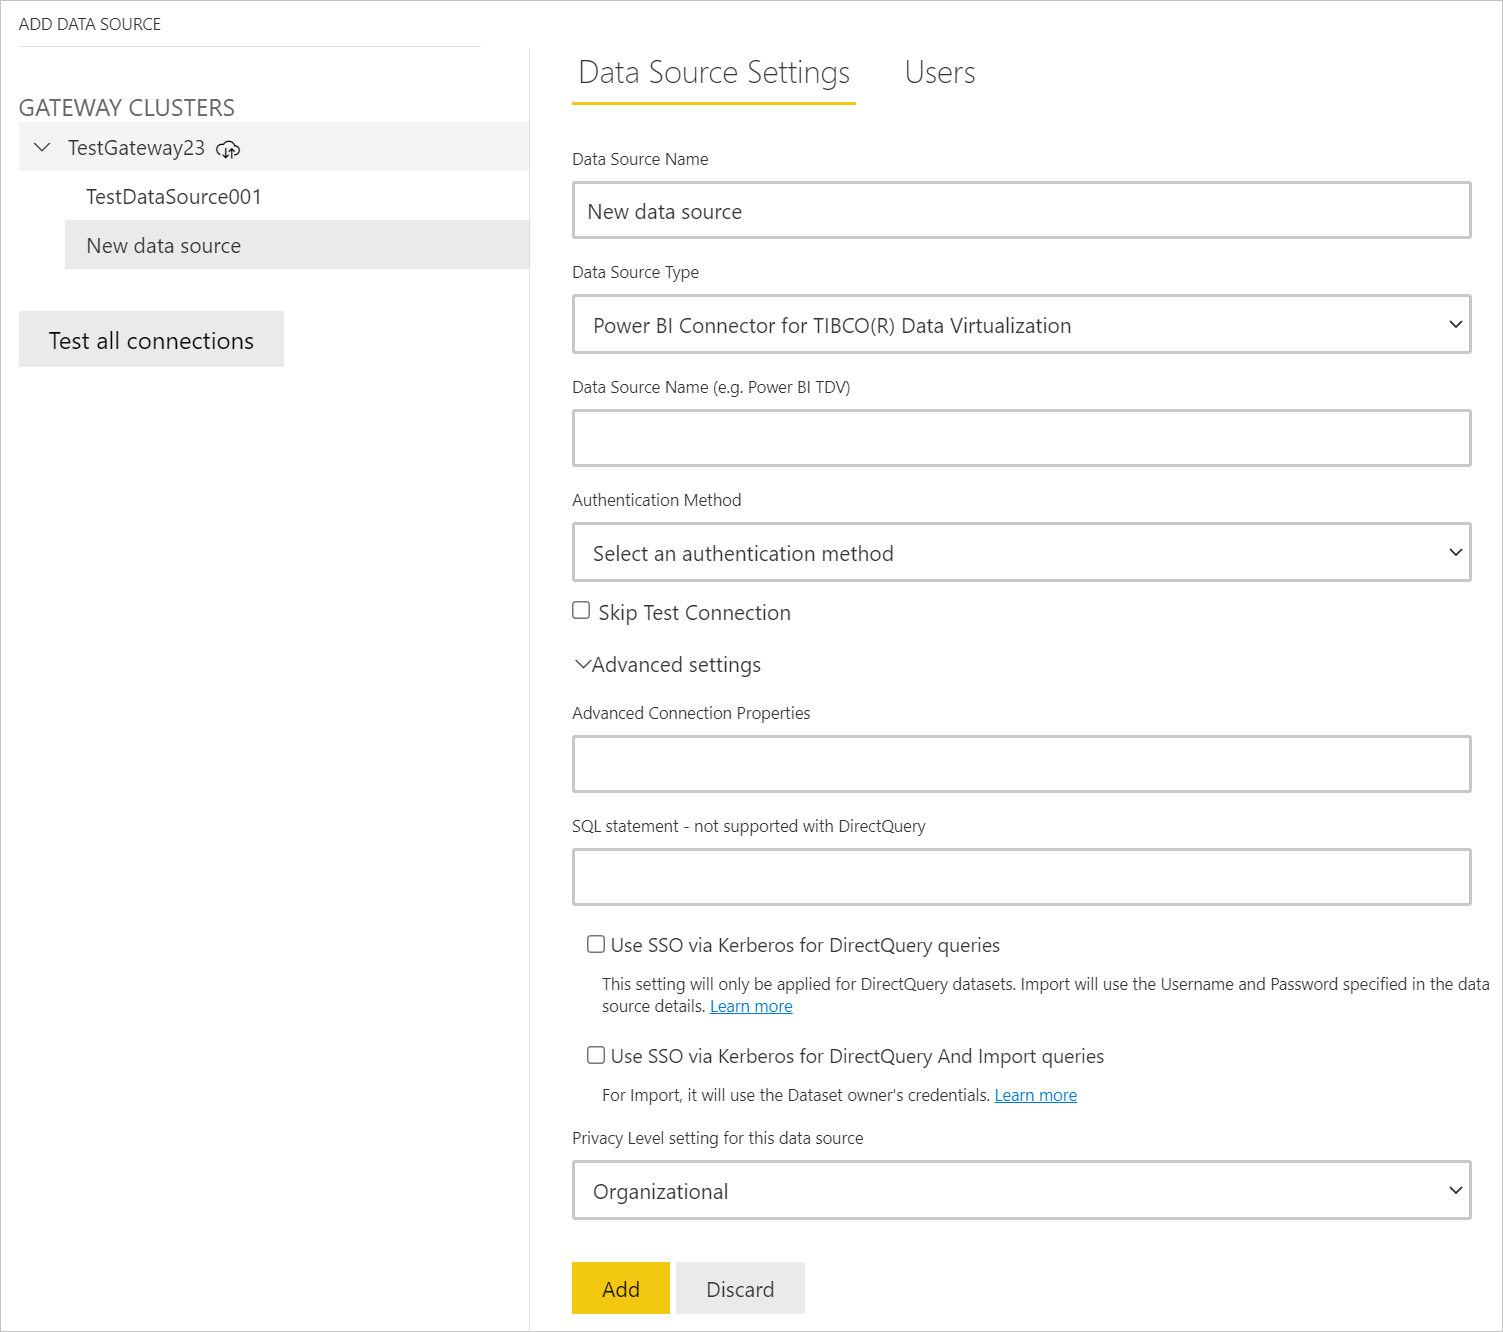 ADD DATA SOURCE
GATEWAY CLUSTERS
TestGateway23
TestDataSource001
New data source
Test all connections
Data Source Settings
Users
Data Source Name
New data source
Data Source Type
Power BI Connector for TIBCO(R) Data Virtualization
Data Source Name (e.g. Power BI TDV)
Authentication Method
Select an authentication method
Skip Test Connection
Advanced settings
Advanced Connection Properties
SQL statement - not supported with DirectQuery
Use SSO via Kerberos for DirectQuery queries
This setting will only be applied for DirectQuery datasets. Import will use the Username and Password specified in the data
source details. Learn more
Use SSO via Kerberos for DirectQuery And Import queries
For Import, it will use the Dataset owner's credentials. Learn more
Privacy Level setting for this data source
Organizational
Add
Discard